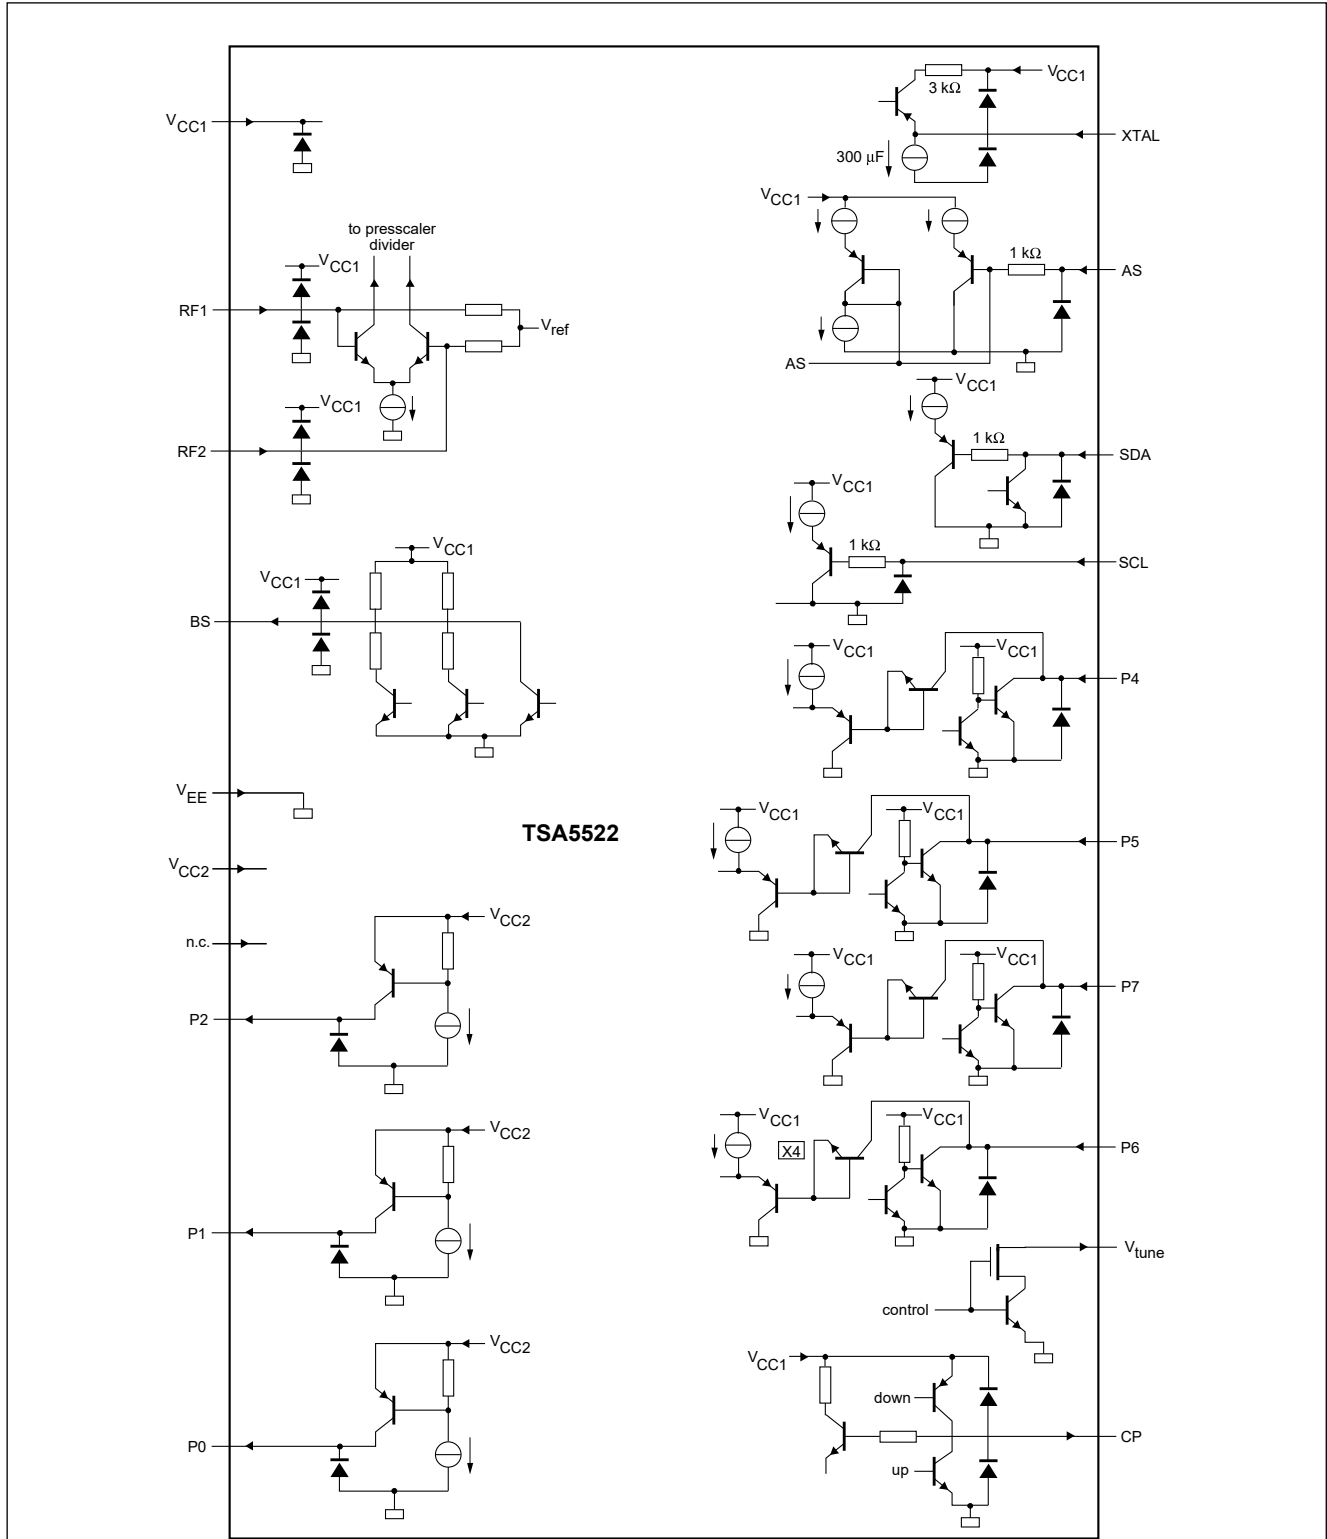 VCC1
3 kΩ
XTAL
VCC1
300 μF
VCC1
to presscaler
divider
VCC1
1 kΩ
AS
RF1
Vref
AS
VCC1
VCC1
RF2
1 kΩ
SDA
VCC1
VCC1
1 kΩ
SCL
VCC1
BS
VCC1
VCC1
P4
VEE
TSA5522
VCC1
VCC1
P5
VCC2
VCC2
n.c.
VCC1
VCC1
P7
P2
VCC1
VCC1
VCC2
X4
P6
P1
Vtune
control
VCC2
VCC1
down
P0
CP
up